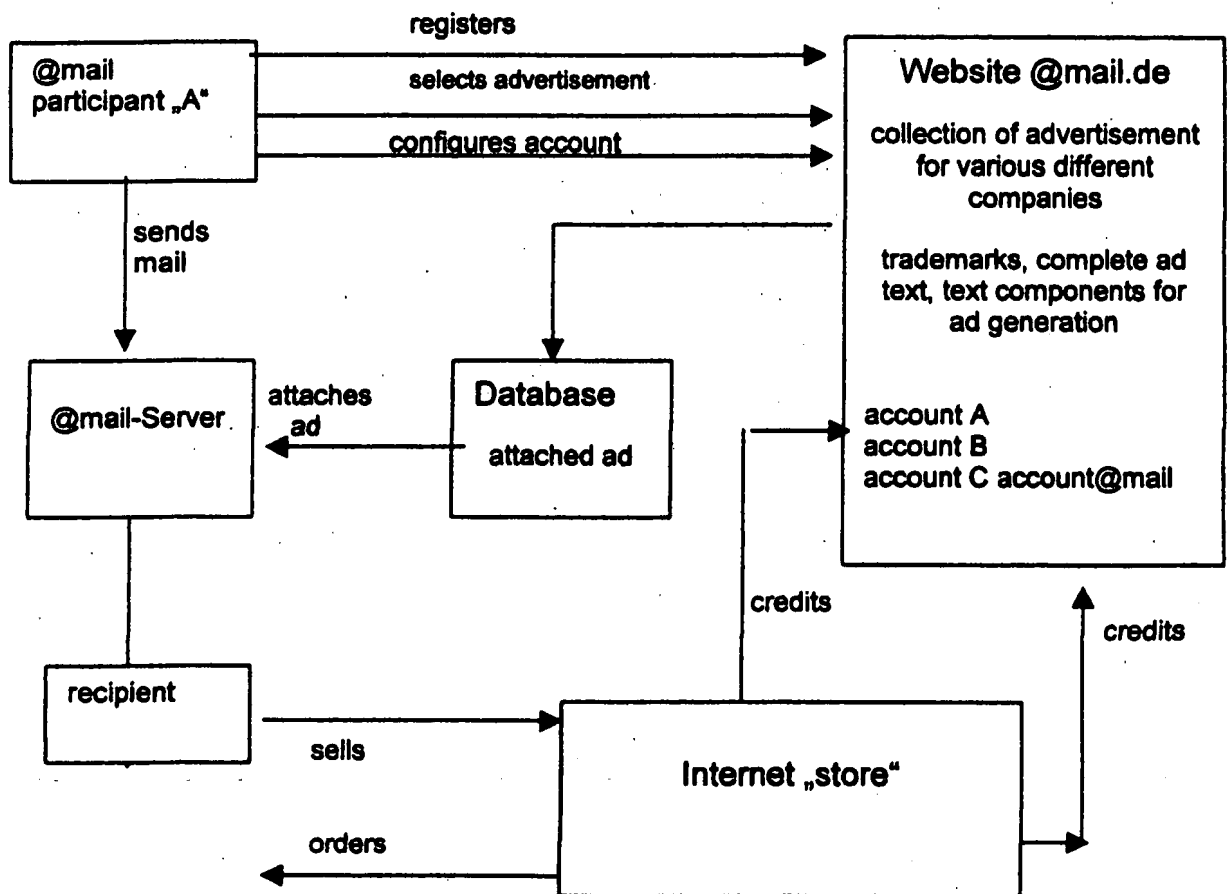 registers
@mail
participant „A“
selects advertisement
configures account
Website @mail.de
collection of advertisement
for various different
companies
trademarks, complete ad
text, text components for
ad generation
account A
account B
account C account@mail
sends
mail
@mail-Server
attaches
ad
Database
attached ad
credits
credits
recipient
sells
Internet „store“
orders